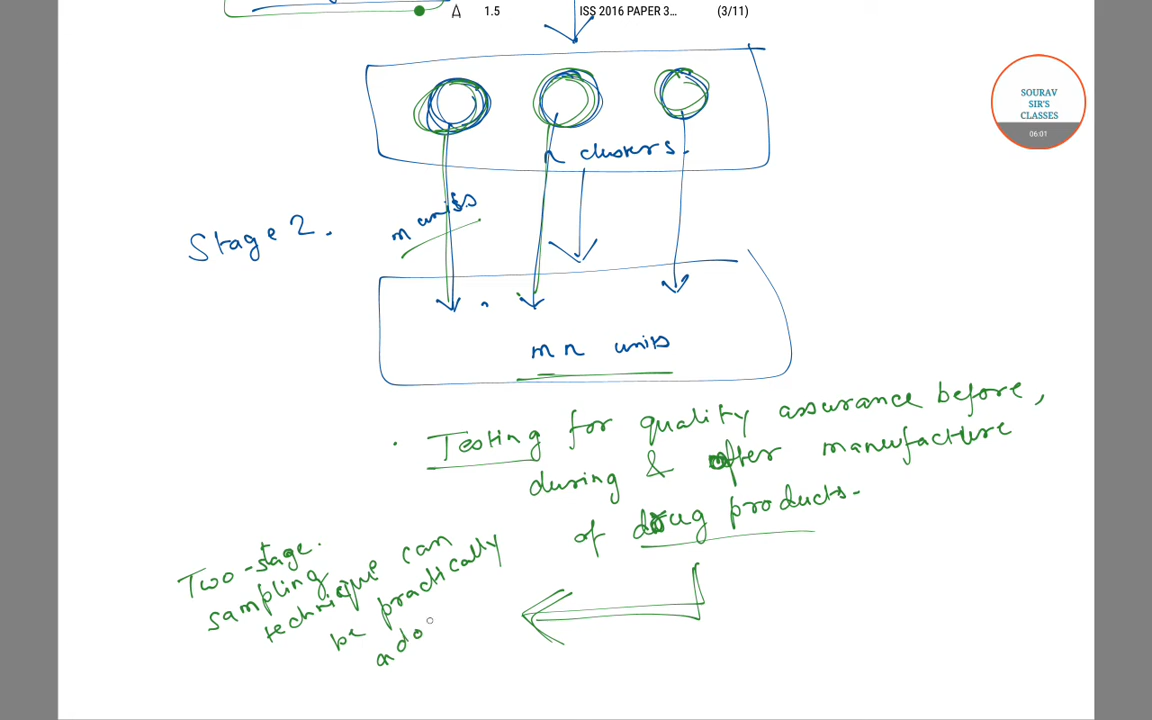 A 1.5 ISS 2016 PAPER 3... (3/11)
SOURAV
SIR'S
CLASSES
06:01
n clusters.
m units
Stage 2.
mn units
. Testing for quality assurance before,
during & after manufacture
of drug products.
Two-stage.
sampling
technique can
be practically
ado